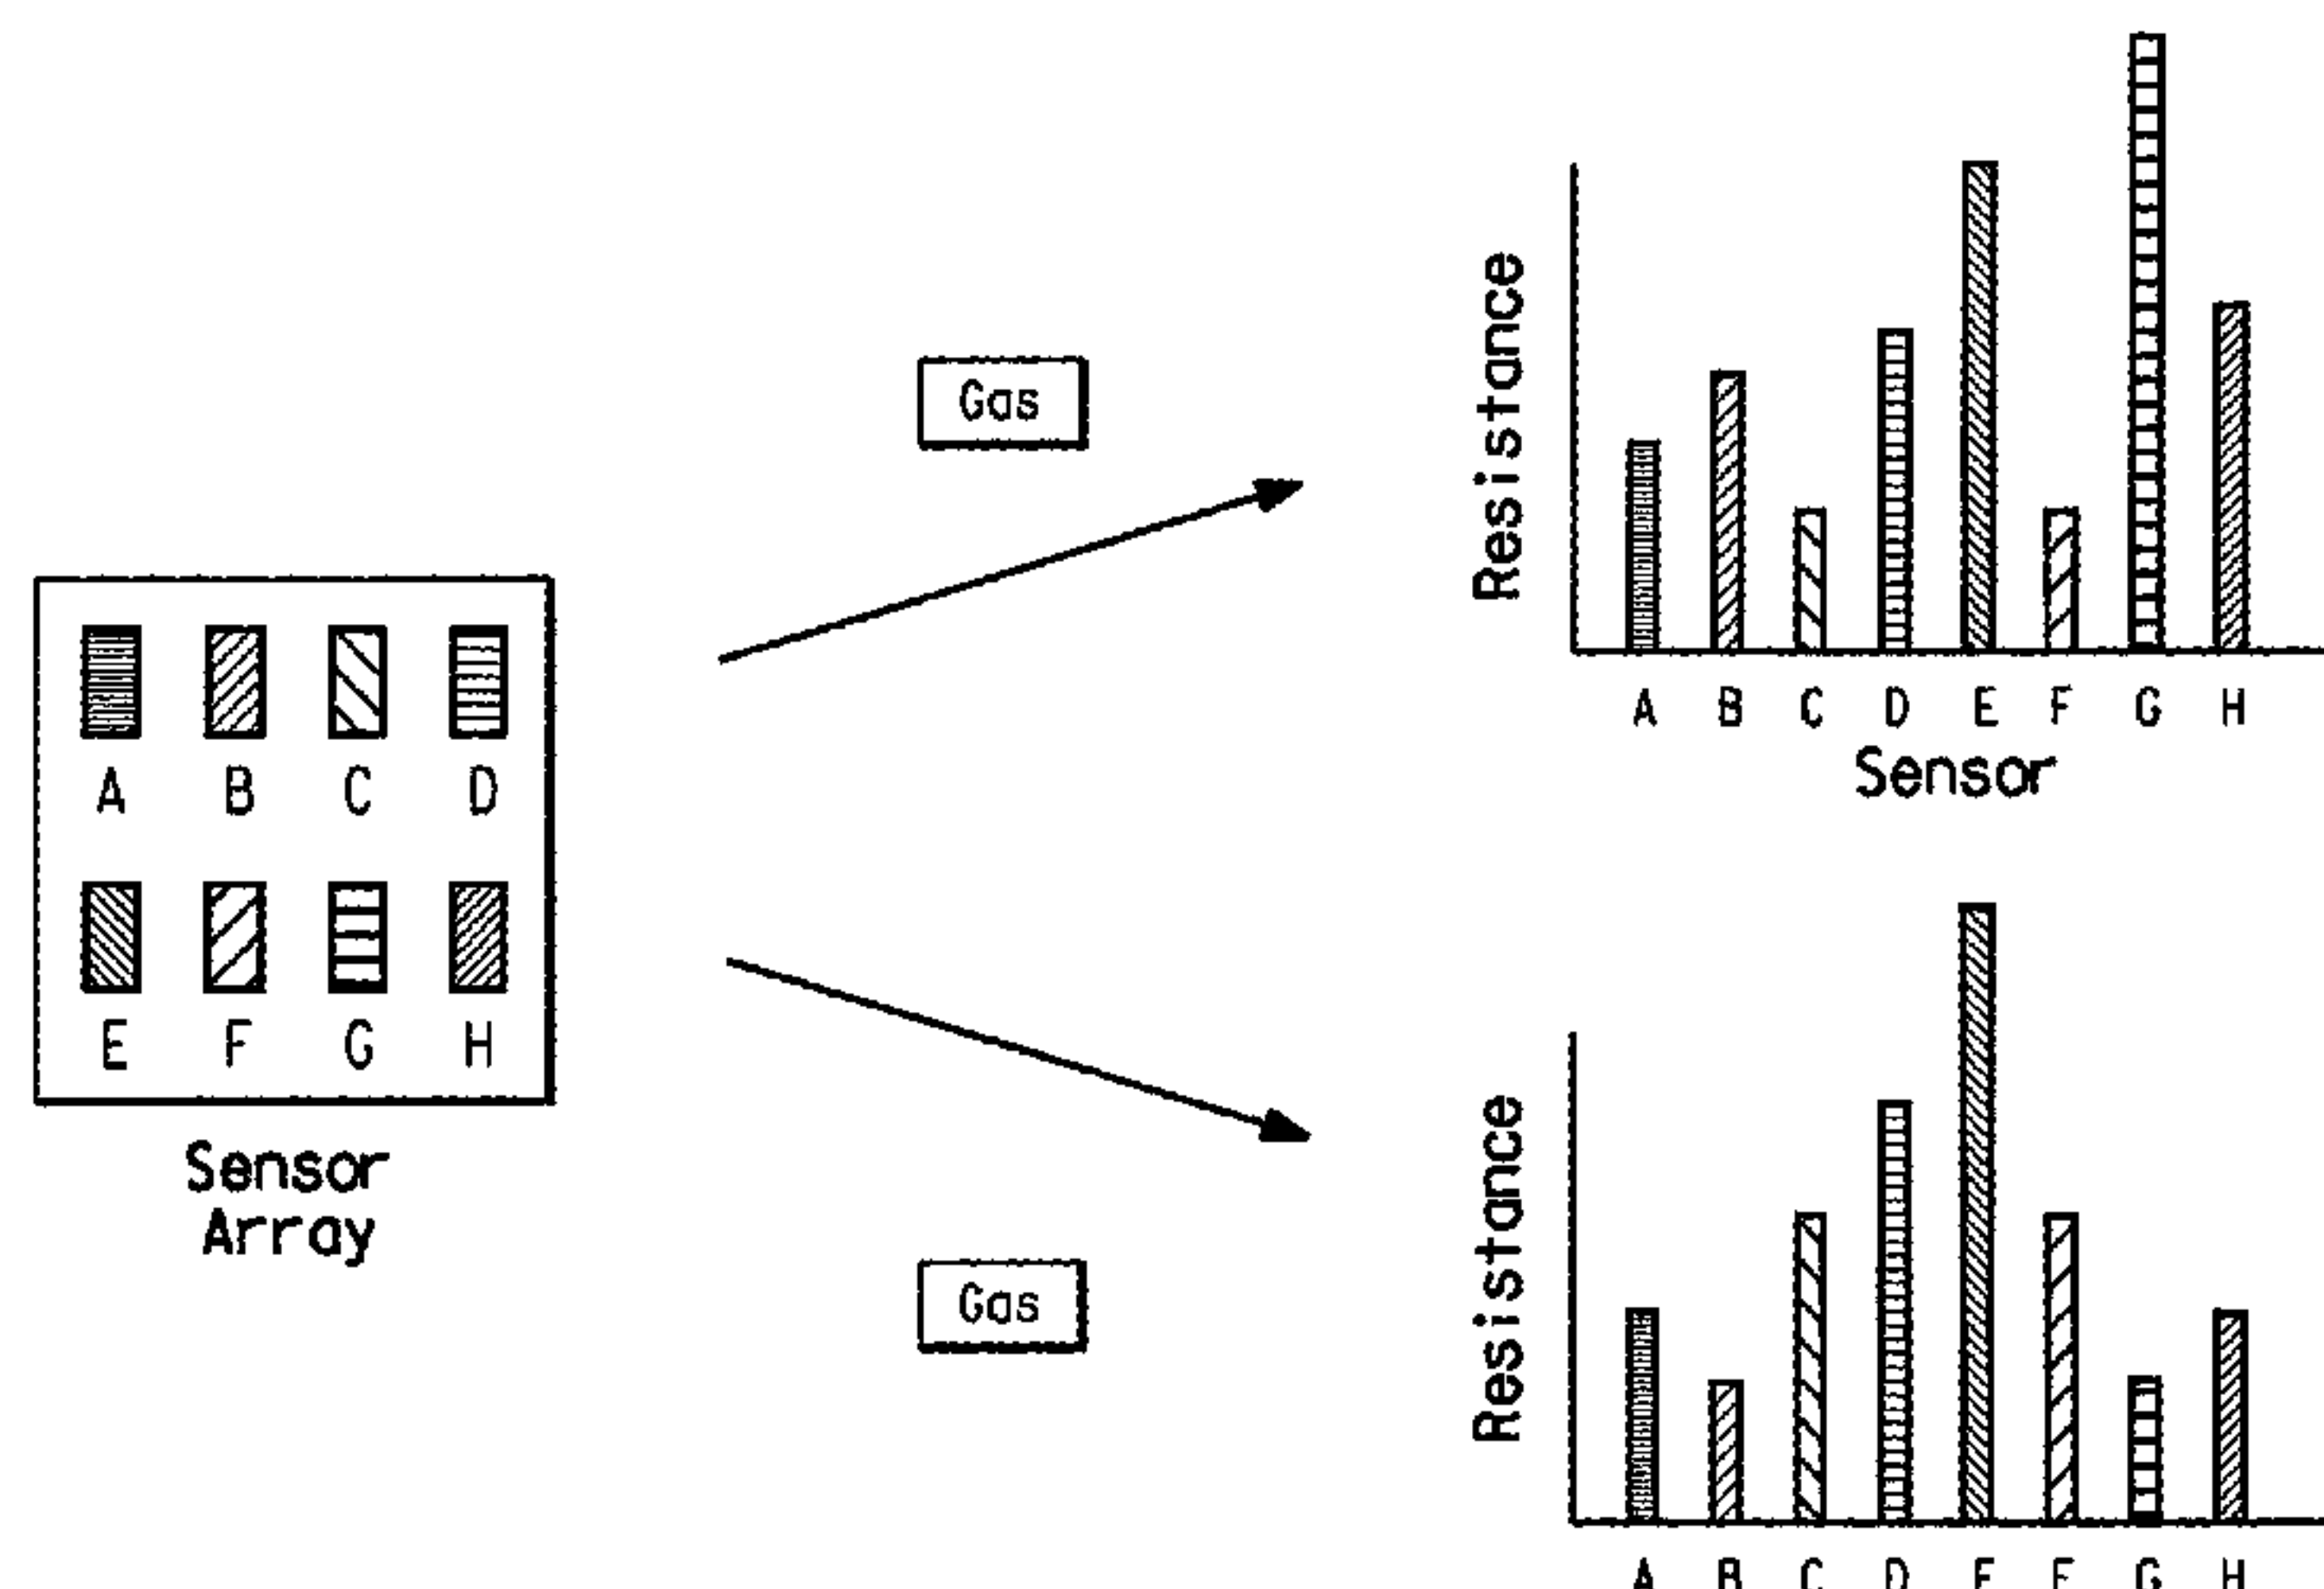 Gas
A B C D
E F G H
Sensor
Array
Resistance
A B C D E F G H
Sensor
Gas
Resistance
A B C D E F G H